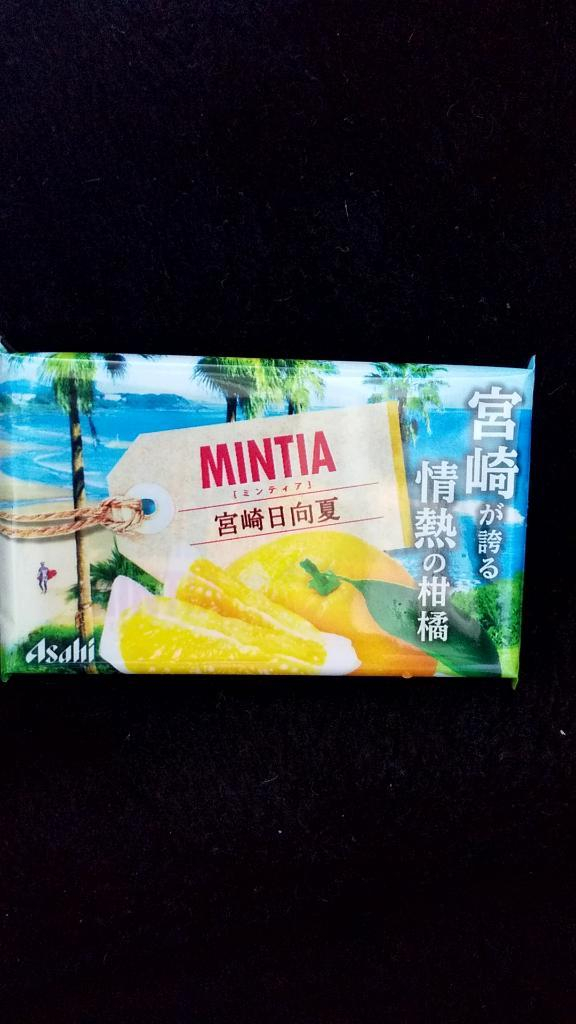 MINTIA
[ミンティア]
宮崎日向夏
宮崎が誇る
情熱の柑橘
Asahi